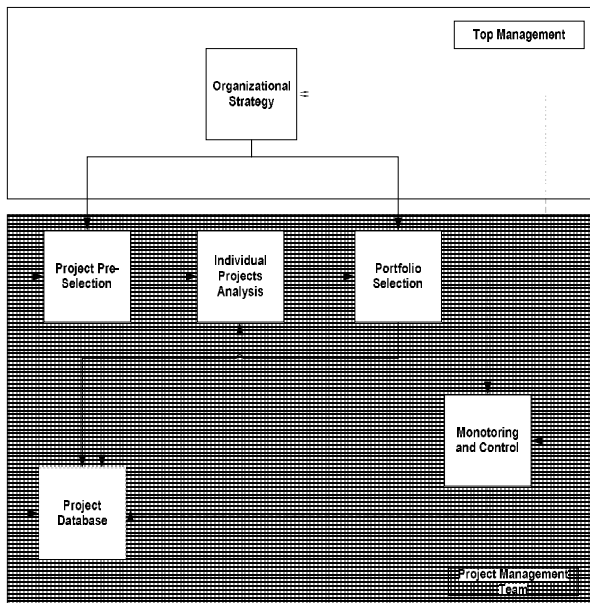 Top Management
Organizational
Strategy
Project Pre-
Selection
Individual
Projects
Analysis
Portfolio
Selection
Monotoring
and Control
Project
Database
Project Management
Team